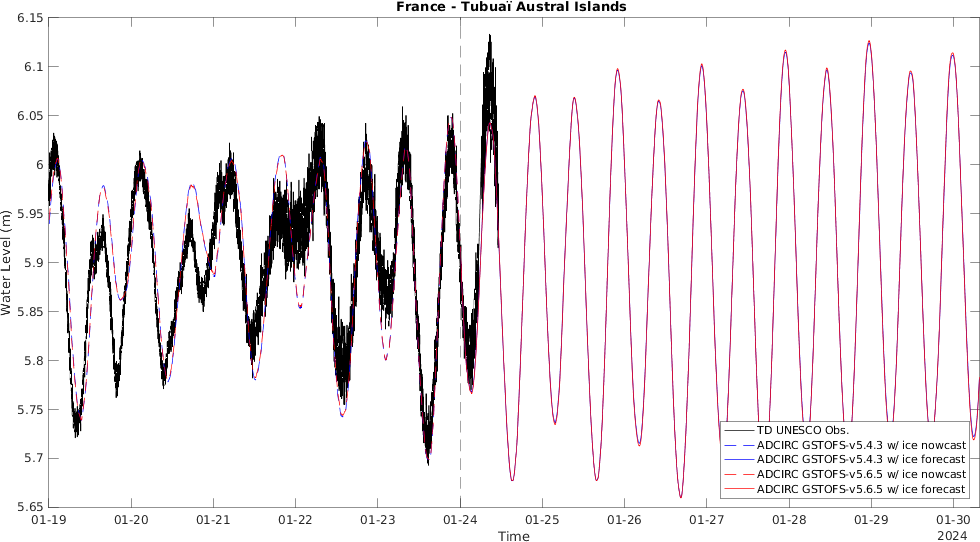 France - Tubuaï Austral Islands
6.15
6.1
6.05
6
5.95
5.9
5.85
5.8
5.75
5.7
5.65
Water Level (m)
TD UNESCO Obs.
ADCIRC GSTOFS-v5.4.3 w/ ice nowcast
ADCIRC GSTOFS-v5.4.3 w/ ice forecast
ADCIRC GSTOFS-v5.6.5 w/ ice nowcast
ADCIRC GSTOFS-v5.6.5 w/ ice forecast
01-19 01-20 01-21 01-22 01-23 01-24 01-25 01-26 01-27 01-28 01-29 01-30
Time 2024